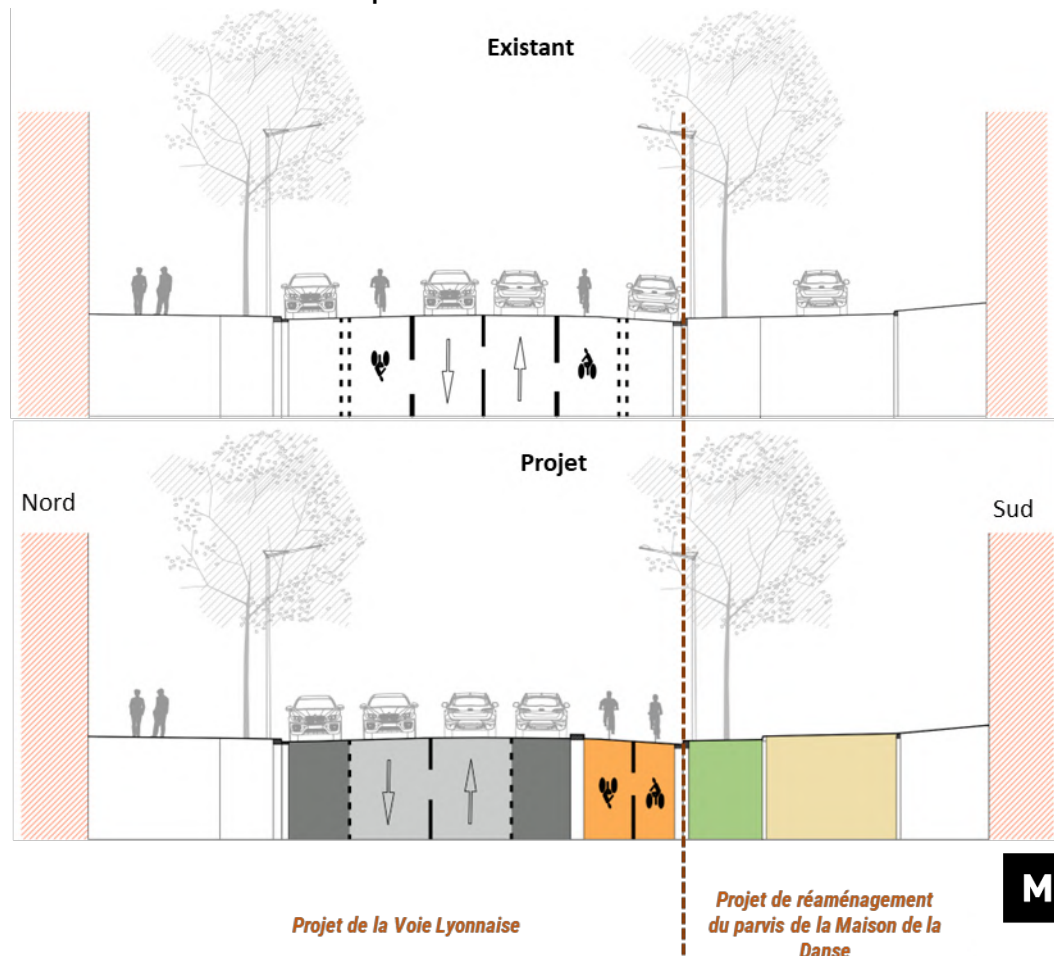 Existant
Projet
Nord
Sud
M
Projet de la Voie Lyonnaise
Projet de réaménagement
du parvis de la Maison de la
Danse